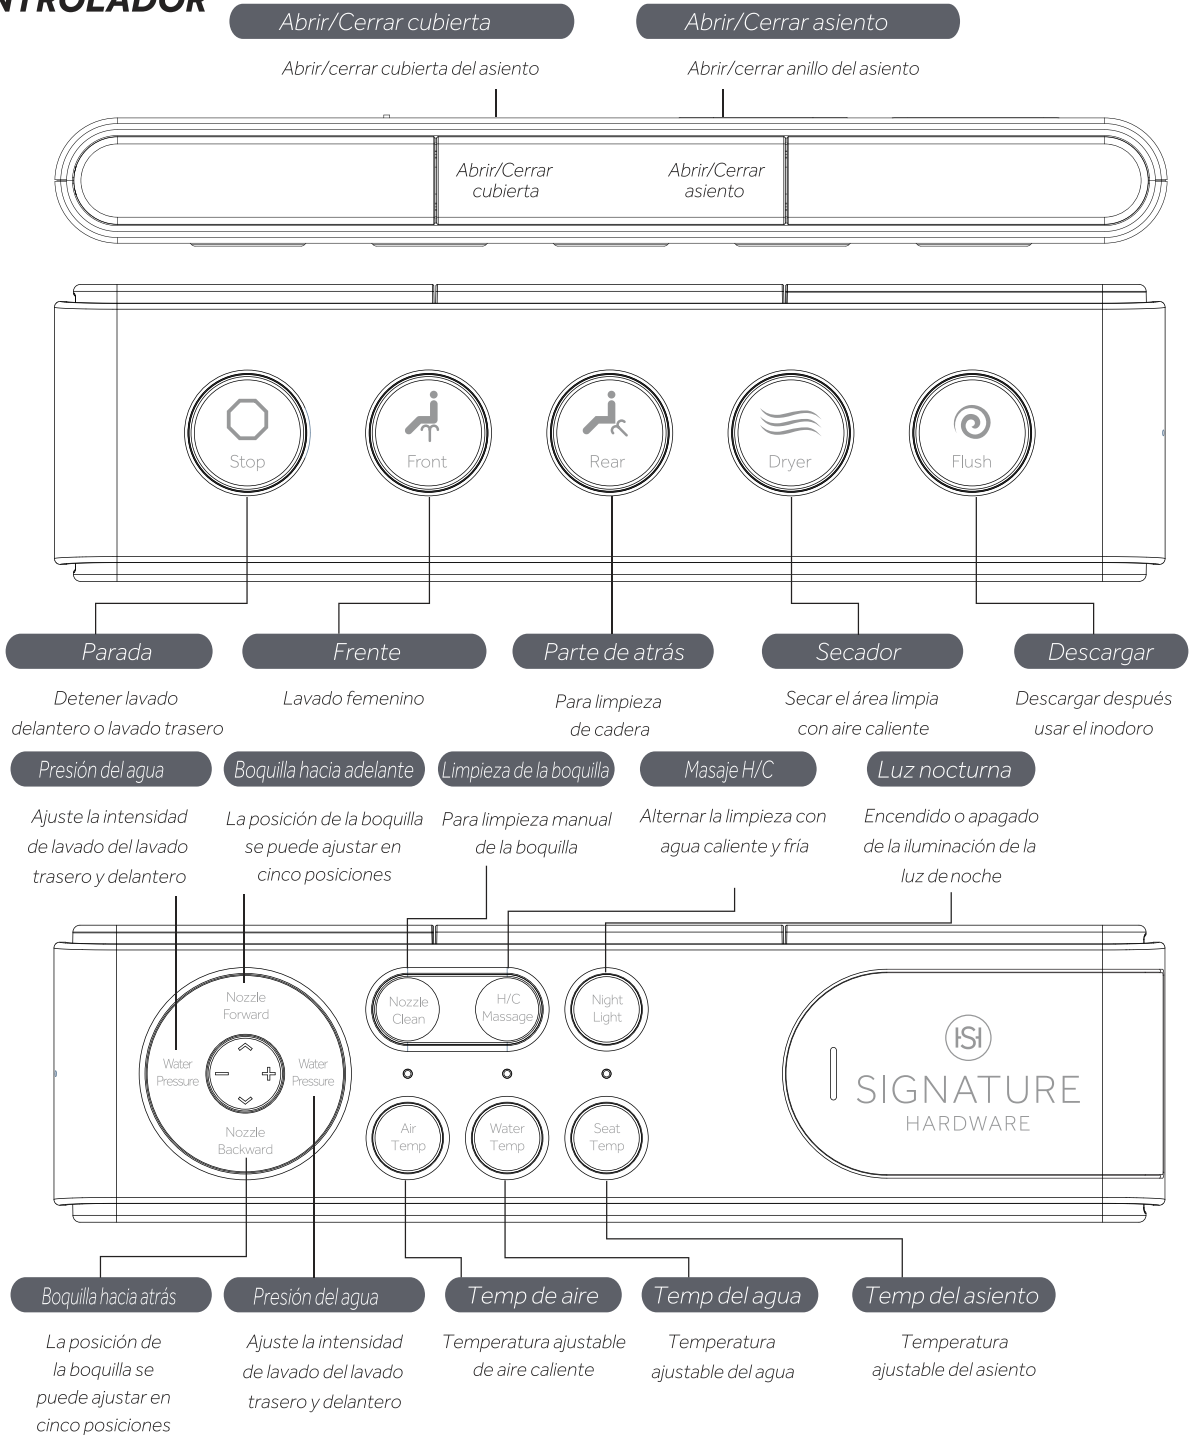 NTROLADOR
Abrir/Cerrar cubierta
Abrir/Cerrar asiento
Abrir/cerrar cubierta del asiento
Abrir/cerrar anillo del asiento
Abrir/Cerrar
cubierta
Abrir/Cerrar
asiento
Stop
Front
Rear
Dryer
Flush
Parada
Frente
Parte de atrás
Secador
Descargar
Detener lavado
delantero o lavado trasero
Lavado femenino
Para limpieza
de cadera
Secar el área limpia
con aire caliente
Descargar después
usar el inodoro
Presión del agua
Boquilla hacia adelante
Limpieza de la boquilla
Masaje H/C
Luz nocturna
Ajuste la intensidad
de lavado del lavado
trasero y delantero
La posición de la boquilla
se puede ajustar en
cinco posiciones
Para limpieza manual
de la boquilla
Alternar la limpieza con
agua caliente y fría
Encendido o apagado
de la iluminación de la
luz de noche
Nozzle
Forward
Water
Pressure
− +
Water
Pressure
Nozzle
Backward
Nozzle
Clean
H/C
Massage
Night
Light
Air
Temp
Water
Temp
Seat
Temp
SH
SIGNATURE
HARDWARE
Boquilla hacia atrás
Presión del agua
Temp de aire
Temp del agua
Temp del asiento
La posición de
la boquilla se
puede ajustar en
cinco posiciones
Ajuste la intensidad
de lavado del lavado
trasero y delantero
Temperatura ajustable
de aire caliente
Temperatura
ajustable del agua
Temperatura
ajustable del asiento